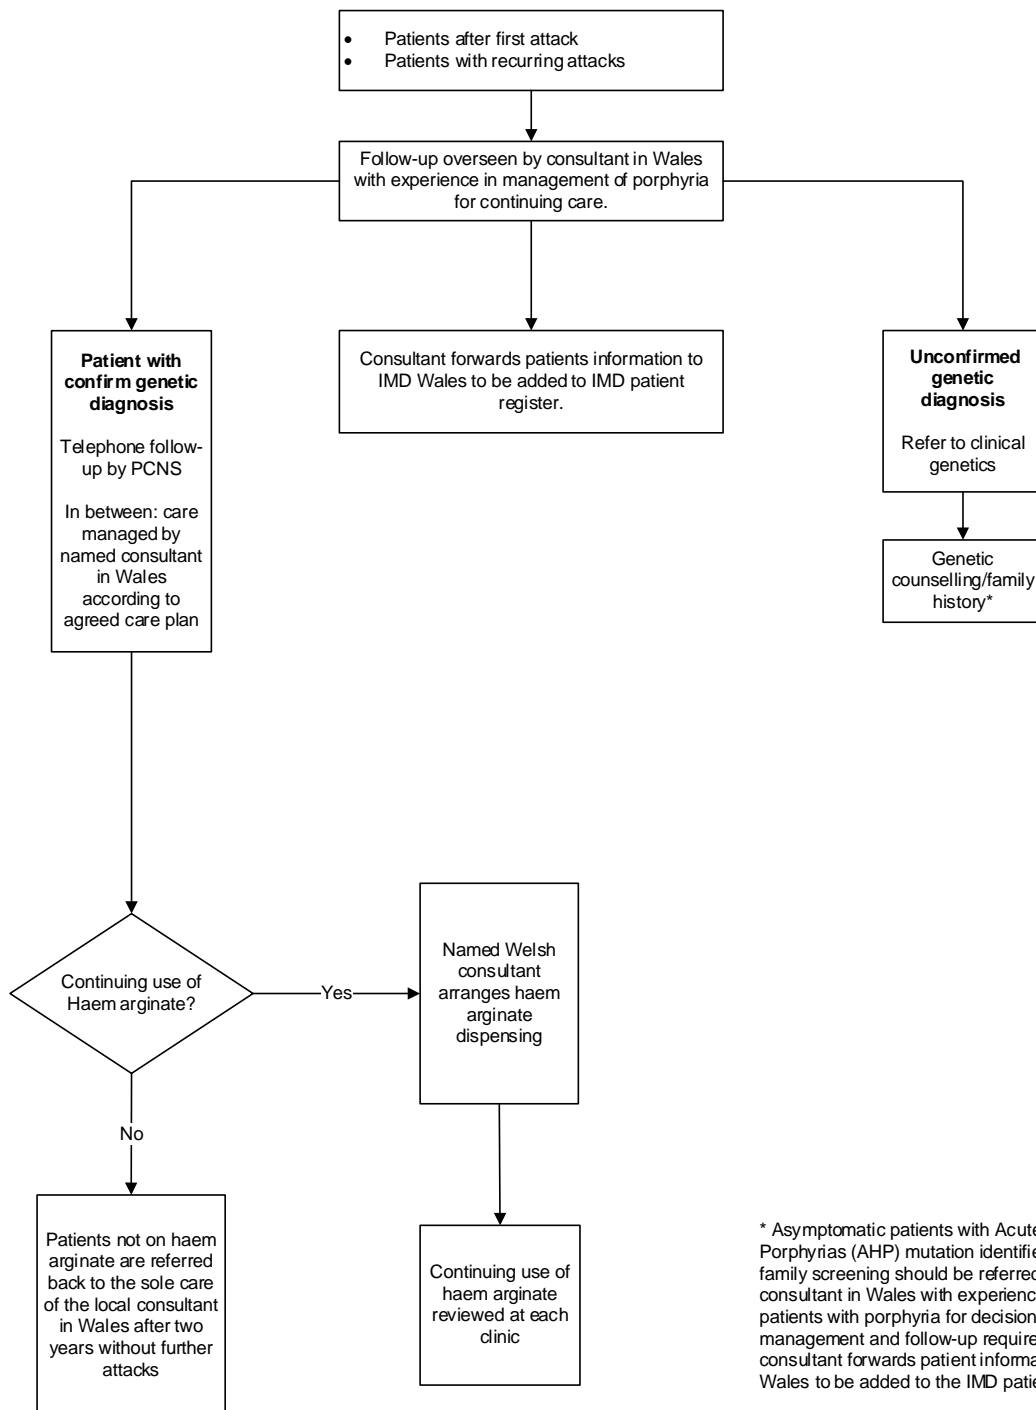 • Patients after first attack
• Patients with recurring attacks
Follow-up overseen by consultant in Wales
with experience in management of porphyria
for continuing care.
Patient with
confirm genetic
diagnosis
Telephone follow-
up by PCNS
In between: care
managed by
named consultant
in Wales
according to
agreed care plan
Consultant forwards patients information to
IMD Wales to be added to IMD patient
register.
Unconfirmed
genetic
diagnosis
Refer to clinical
genetics
Genetic
counselling/family
history*
Continuing use of
Haem arginate?
Yes
Named Welsh
consultant
arranges haem
arginate
dispensing
No
Patients not on haem
arginate are referred
back to the sole care
of the local consultant
in Wales after two
years without further
attacks
Continuing use of
haem arginate
reviewed at each
clinic
* Asymptomatic patients with Acute
Porphyrias (AHP) mutation
family screening should be referred
consultant in Wales with
patients with porphyria for decision
management and follow-up
consultant forwards patient
Wales to be added to the IMD